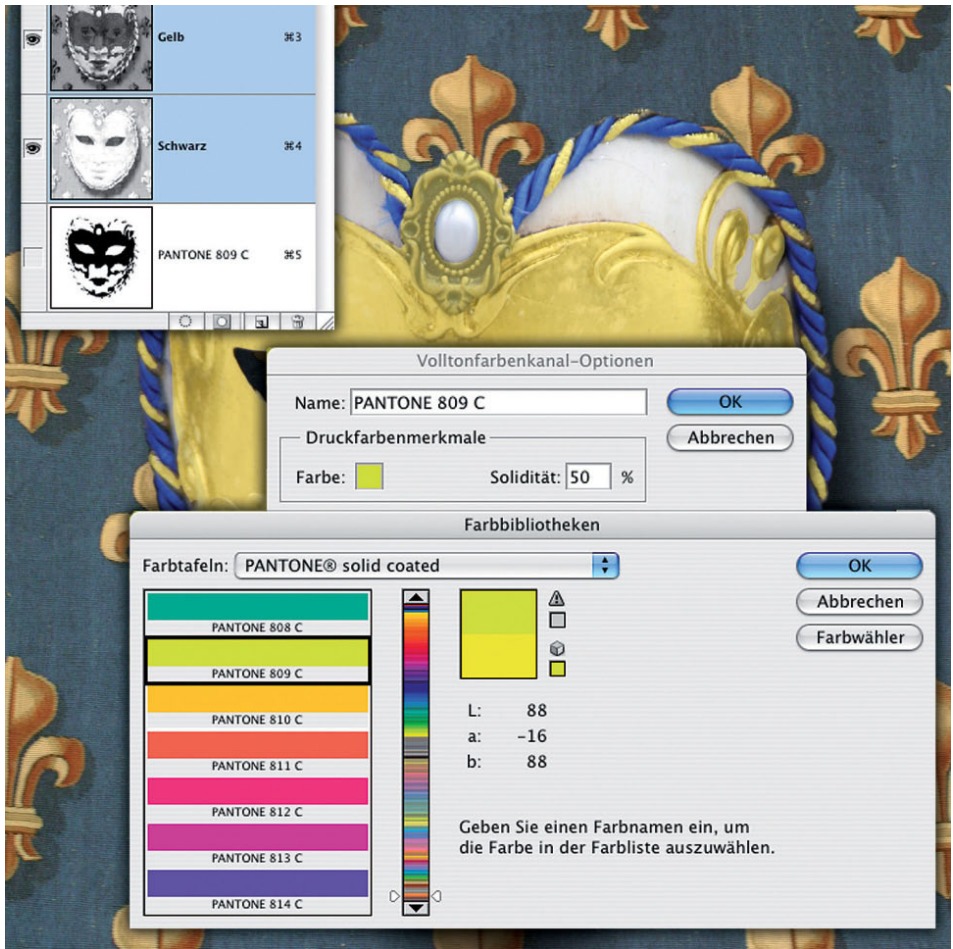 Gelb ⌘3
Schwarz ⌘4
PANTONE 809 C ⌘5
Volltonfarbenkanal-Optionen
Name: PANTONE 809 C
OK
Druckfarbenmerkmale
Abbrechen
Farbe:
Solidität: 50 %
Farbbibliotheken
Farbtafeln: PANTONE® solid coated
OK
Abbrechen
Farbwähler
PANTONE 808 C
PANTONE 809 C
PANTONE 810 C
PANTONE 811 C
PANTONE 812 C
PANTONE 813 C
PANTONE 814 C
L: 88
a: -16
b: 88
Geben Sie einen Farbnamen ein, um
die Farbe in der Farbliste auszuwählen.